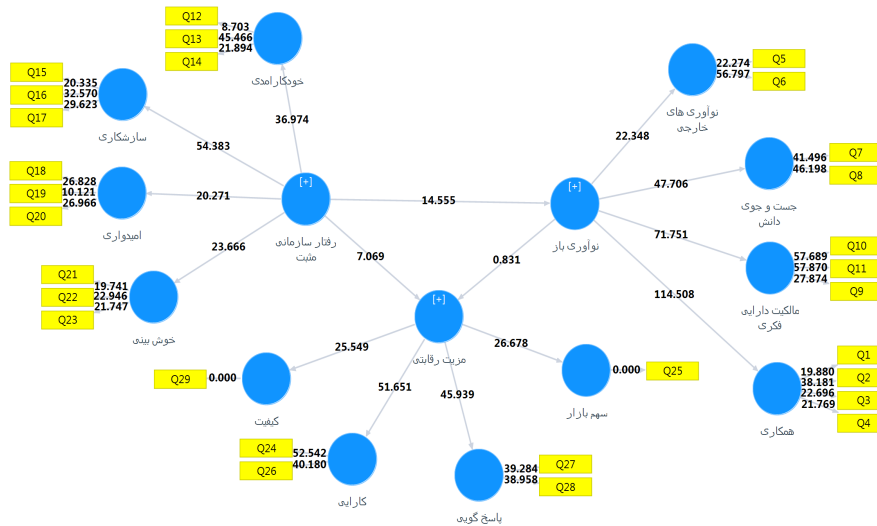 Q12
Q13
Q14
8.703
45.466
21.894
خودکارامدی
Q15
Q16
Q17
20.335
32.570
29.623
سازشکاری
36.974
54.383
Q18
Q19
Q20
26.828
10.121
26.966
امیدواری
20.271
[+]
رفتار سازمانی
مثبت
Q21
Q22
Q23
19.741
22.946
21.747
خوش بینی
23.666
14.555
7.069
0.831
[+]
نوآوری باز
22.348
Q5
Q6
22.274
56.797
نوآوری های
خارجی
47.706
Q7
Q8
41.496
46.198
جست و جوی
دانش
71.751
Q10
Q11
Q9
57.689
57.870
27.874
مالکیت دارایی
فکری
114.508
Q1
Q2
Q3
Q4
19.880
38.181
22.696
21.769
همکاری
[+]
مزیت رقابتی
25.549
Q29
0.000
کیفیت
51.651
Q24
Q26
52.542
40.180
کارایی
45.939
Q27
Q28
39.284
38.958
پاسخ گویی
26.678
0.000
Q25
سهم بازار